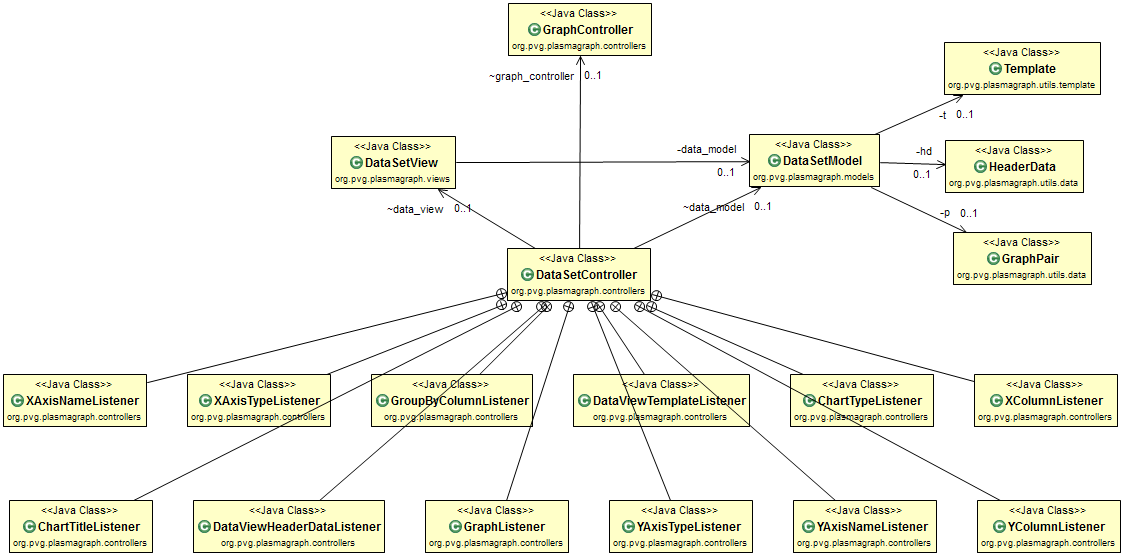 <<Java Class>>
GraphController
org.pvg.plasmagraph.controllers
~graph_controller
0..1
<<Java Class>>
Template
org.pvg.plasmagraph.utils.template
-t
0..1
<<Java Class>>
DataSetView
org.pvg.plasmagraph.views
-data_model
0..1
<<Java Class>>
DataSetModel
org.pvg.plasmagraph.models
-hd
0..1
<<Java Class>>
HeaderData
org.pvg.plasmagraph.utils.data
~data_view
0..1
~data_model
0..1
-p
0..1
<<Java Class>>
GraphPair
org.pvg.plasmagraph.utils.data
<<Java Class>>
DataSetController
org.pvg.plasmagraph.controllers
<<Java Class>>
XAxisNameListener
org.pvg.plasmagraph.controllers
<<Java Class>>
XAxisTypeListener
org.pvg.plasmagraph.controllers
<<Java Class>>
GroupByColumnListener
org.pvg.plasmagraph.controllers
<<Java Class>>
DataViewTemplateListener
org.pvg.plasmagraph.controllers
<<Java Class>>
ChartTypeListener
org.pvg.plasmagraph.controllers
<<Java Class>>
XColumnListener
org.pvg.plasmagraph.controllers
<<Java Class>>
ChartTitleListener
org.pvg.plasmagraph.controllers
<<Java Class>>
DataViewHeaderDataListener
org.pvg.plasmagraph.controllers
<<Java Class>>
GraphListener
org.pvg.plasmagraph.controllers
<<Java Class>>
YAxisTypeListener
org.pvg.plasmagraph.controllers
<<Java Class>>
YAxisNameListener
org.pvg.plasmagraph.controllers
<<Java Class>>
YColumnListener
org.pvg.plasmagraph.controllers